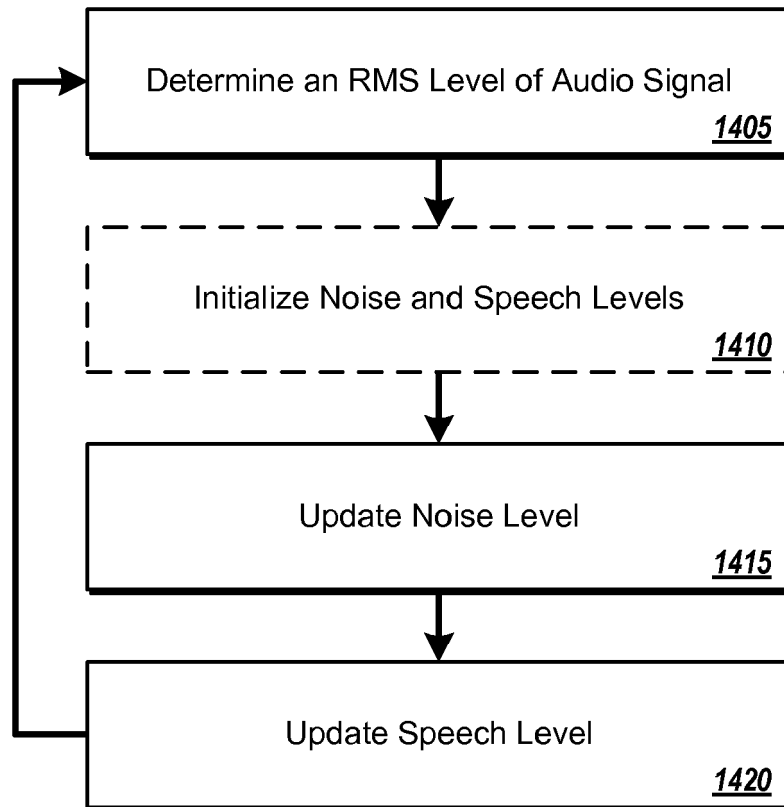 Determine an RMS Level of Audio Signal
1405
Initialize Noise and Speech Levels
1410
Update Noise Level
1415
Update Speech Level
1420